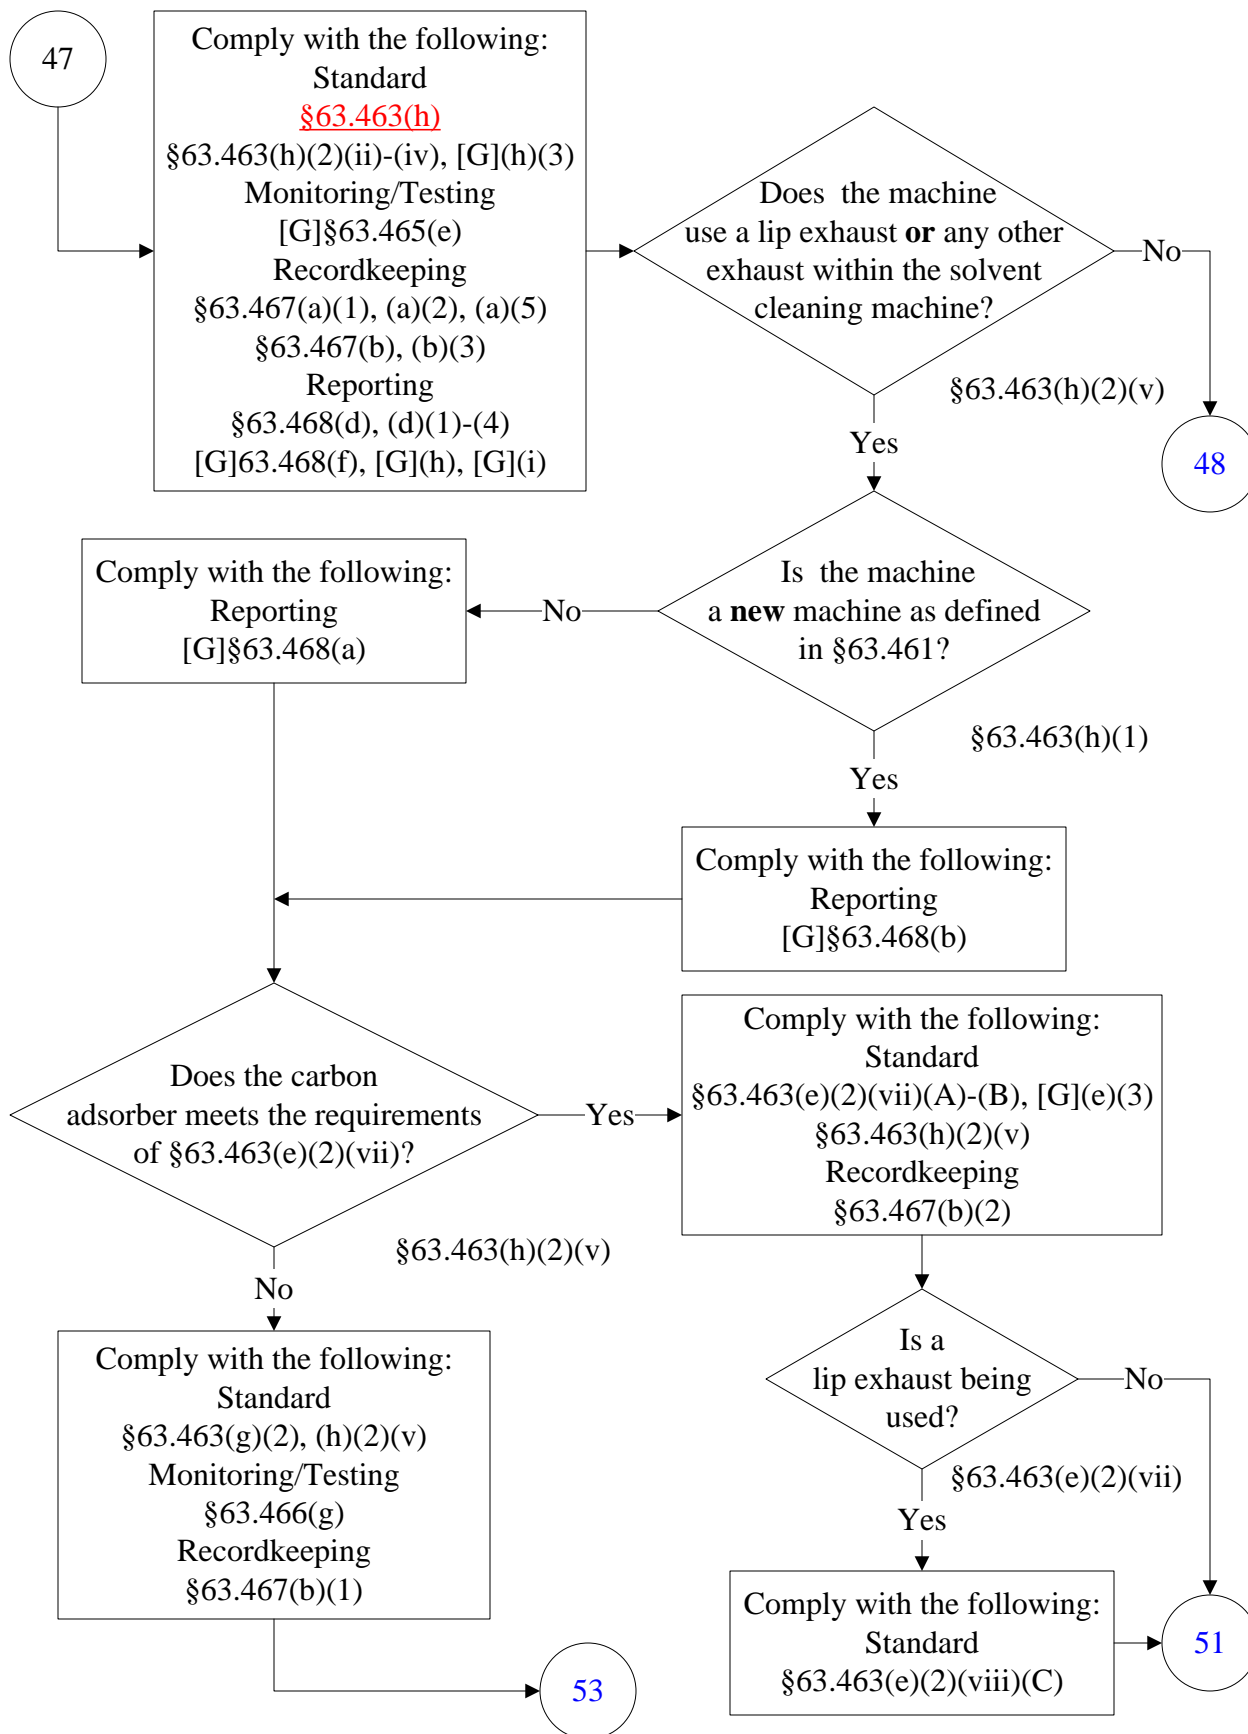 47
Comply with the following:
Standard
§63.463(h)
§63.463(h)(2)(ii)-(iv), [G](h)(3)
Monitoring/Testing
[G]§63.465(e)
Recordkeeping
§63.467(a)(1), (a)(2), (a)(5)
§63.467(b), (b)(3)
Reporting
§63.468(d), (d)(1)-(4)
[G]63.468(f), [G](h), [G](i)
Does the machine
use a lip exhaust or any other
exhaust within the solvent
cleaning machine?
No
§63.463(h)(2)(v)
Yes
48
Is the machine
a new machine as defined
in §63.461?
No
Comply with the following:
Reporting
[G]§63.468(a)
§63.463(h)(1)
Yes
Comply with the following:
Reporting
[G]§63.468(b)
Does the carbon
adsorber meets the requirements
of §63.463(e)(2)(vii)?
Yes
§63.463(h)(2)(v)
No
Comply with the following:
Standard
§63.463(e)(2)(vii)(A)-(B), [G](e)(3)
§63.463(h)(2)(v)
Recordkeeping
§63.467(b)(2)
Is a
lip exhaust being
used?
No
§63.463(e)(2)(vii)
Yes
Comply with the following:
Standard
§63.463(g)(2), (h)(2)(v)
Monitoring/Testing
§63.466(g)
Recordkeeping
§63.467(b)(1)
53
Comply with the following:
Standard
§63.463(e)(2)(viii)(C)
51